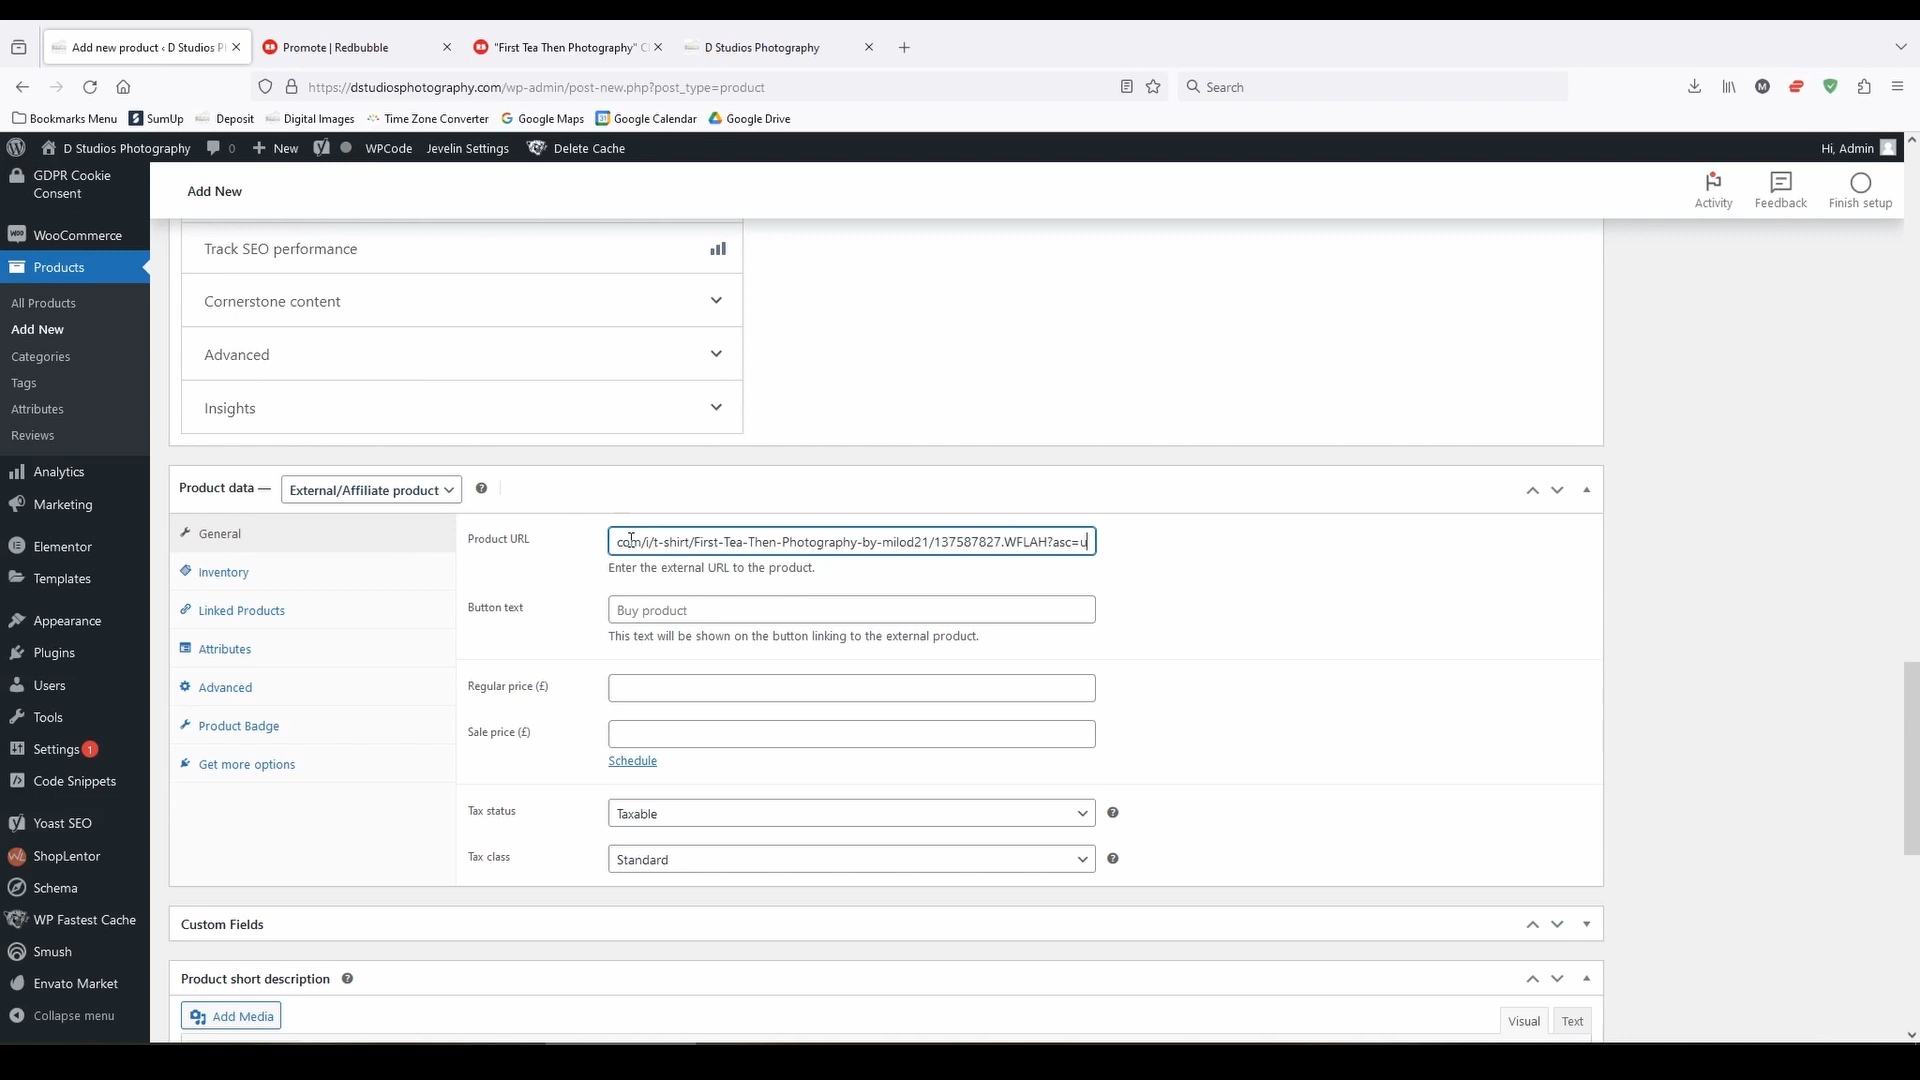 Add new product ‹ D Studios P
Promote | Redbubble
"First Tea Then Photography" C
D Studios Photography
https://dstudiosphotography.com/wp-admin/post-new.php?post_type=product
Search
Bookmarks Menu
SumUp
Deposit
Digital Images
Time Zone Converter
Google Maps
Google Calendar
Google Drive
D Studios Photography
0
New
WPCode
Jevelin Settings
Delete Cache
Hi, Admin
GDPR Cookie
Consent
WooCommerce
Products
All Products
Add New
Categories
Tags
Attributes
Reviews
Analytics
Marketing
Elementor
Templates
Appearance
Plugins
Users
Tools
Settings 1
Code Snippets
Yoast SEO
ShopLentor
Schema
WP Fastest Cache
Smush
Envato Market
Collapse menu
Add New
Activity
Feedback
Finish setup
Track SEO performance
Cornerstone content
Advanced
Insights
Product data — External/Affiliate product
General
Inventory
Linked Products
Attributes
Advanced
Product Badge
Get more options
Product URL
com/i/t-shirt/First-Tea-Then-Photography-by-milod21/137587827.WFLAH?asc=u
Enter the external URL to the product.
Button text
Buy product
This text will be shown on the button linking to the external product.
Regular price (£)
Sale price (£)
Schedule
Tax status
Taxable
Tax class
Standard
Custom Fields
Product short description
Add Media
Visual
Text